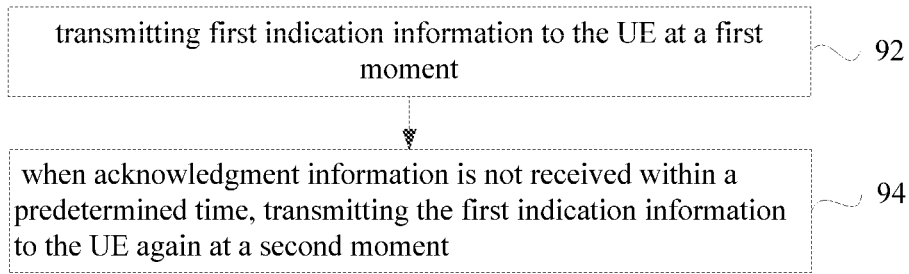 transmitting first indication information to the UE at a first
moment
92
when acknowledgment information is not received within a
predetermined time, transmitting the first indication information
to the UE again at a second moment
94